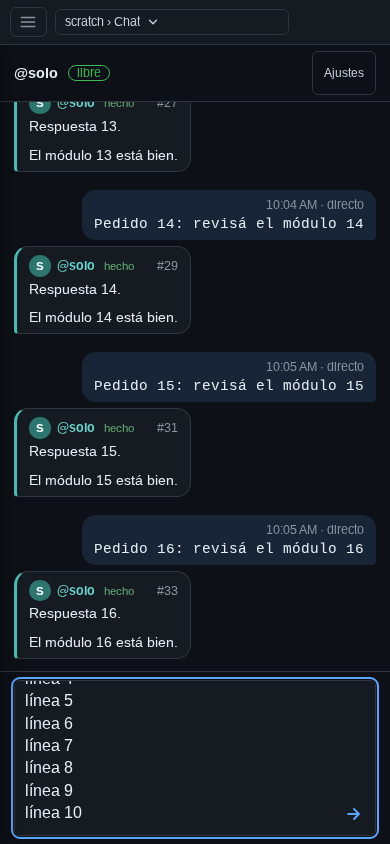 scratch › Chat
@solo libre Ajustes
S @solo hecho #27
Respuesta 13.
El módulo 13 está bien.
10:04 AM · directo
Pedido 14: revisá el módulo 14
S @solo hecho #29
Respuesta 14.
El módulo 14 está bien.
10:05 AM · directo
Pedido 15: revisá el módulo 15
S @solo hecho #31
Respuesta 15.
El módulo 15 está bien.
10:05 AM · directo
Pedido 16: revisá el módulo 16
S @solo hecho #33
Respuesta 16.
El módulo 16 está bien.
línea 4
línea 5
línea 6
línea 7
línea 8
línea 9
línea 10